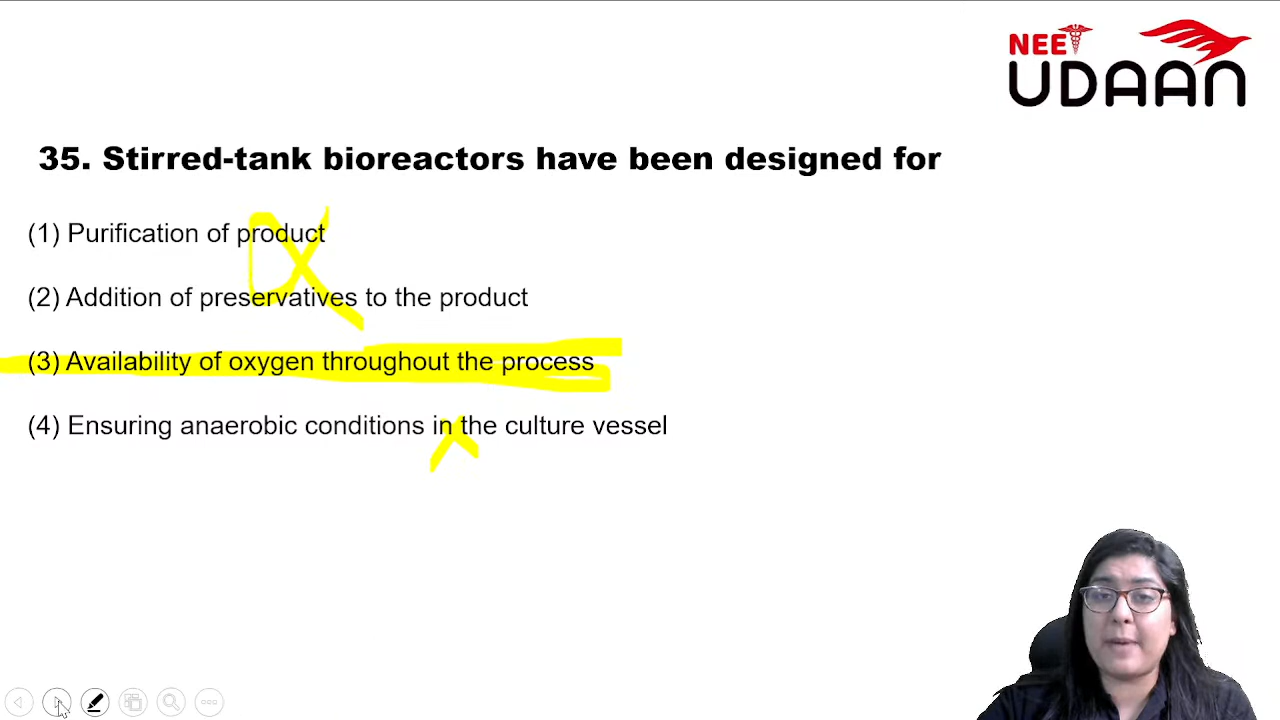 NEET
UDAAN
35. Stirred-tank bioreactors have been designed for
(1) Purification of product
(2) Addition of preservatives to the product
(3) Availability of oxygen throughout the process
(4) Ensuring anaerobic conditions in the culture vessel